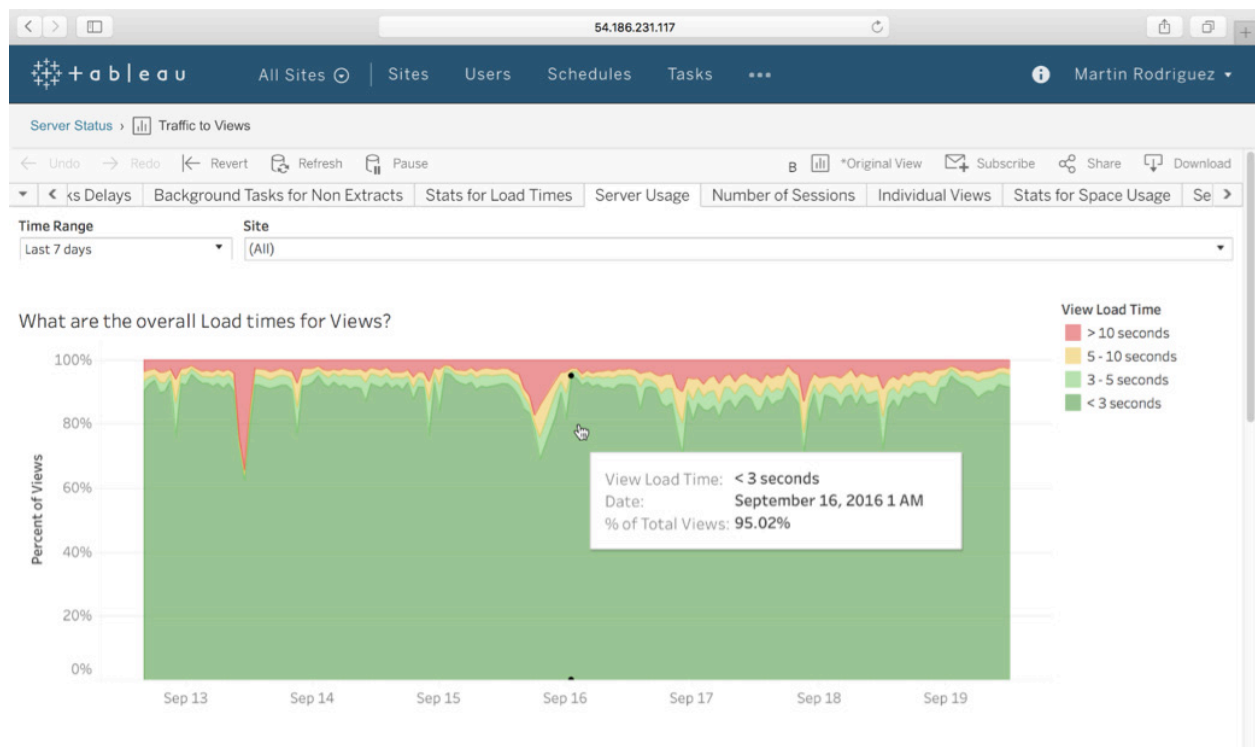 54.186.231.117
+ableau All Sites Sites Users Schedules Tasks ••• Martin Rodriguez
Server Status › Traffic to Views
Undo Redo Revert Refresh Pause B *Original View Subscribe Share Download
ks Delays Background Tasks for Non Extracts Stats for Load Times Server Usage Number of Sessions Individual Views Stats for Space Usage Se
Time Range Site
Last 7 days (All)
What are the overall Load times for Views?
View Load Time
> 10 seconds
5 - 10 seconds
3 - 5 seconds
< 3 seconds
Percent of Views
100%
80%
60%
40%
20%
0%
View Load Time: < 3 seconds
Date: September 16, 2016 1 AM
% of Total Views: 95.02%
Sep 13 Sep 14 Sep 15 Sep 16 Sep 17 Sep 18 Sep 19